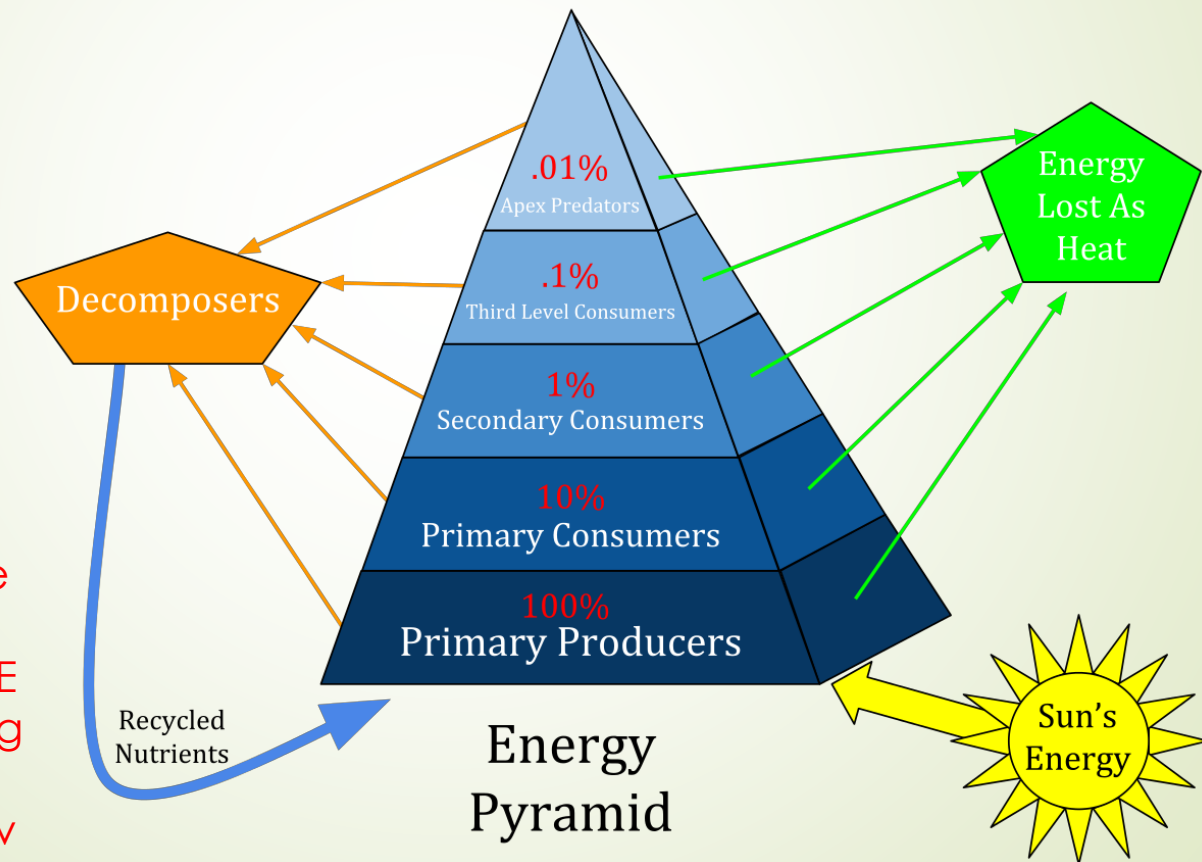 .01%
Apex Predators
.1%
Third Level Consumers
1%
Secondary Consumers
10%
Primary Consumers
100%
Primary Producers
Decomposers
Energy
Lost As
Heat
Recycled
Nutrients
Sun's
Energy
Energy
Pyramid